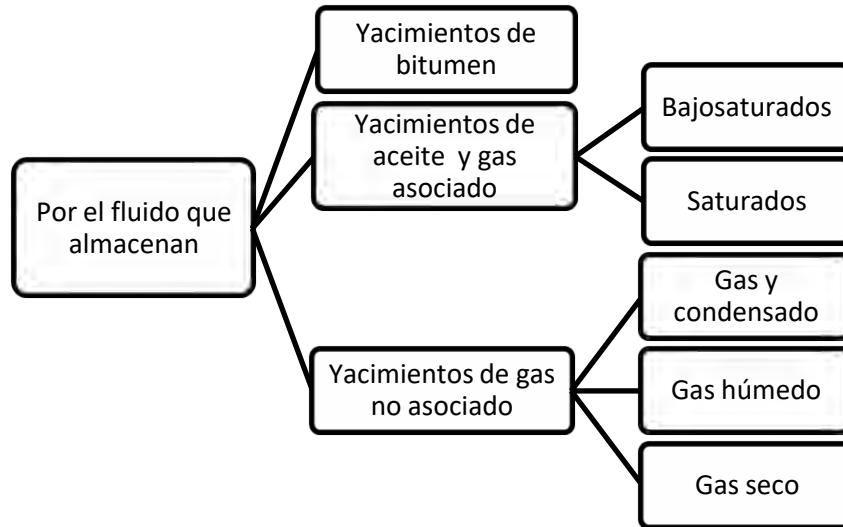 Por el fluido que
almacenan
Yacimientos de
bitumen
Yacimientos de
aceite y gas
asociado
Bajosaturados
Saturados
Yacimientos de gas
no asociado
Gas y
condensado
Gas húmedo
Gas seco